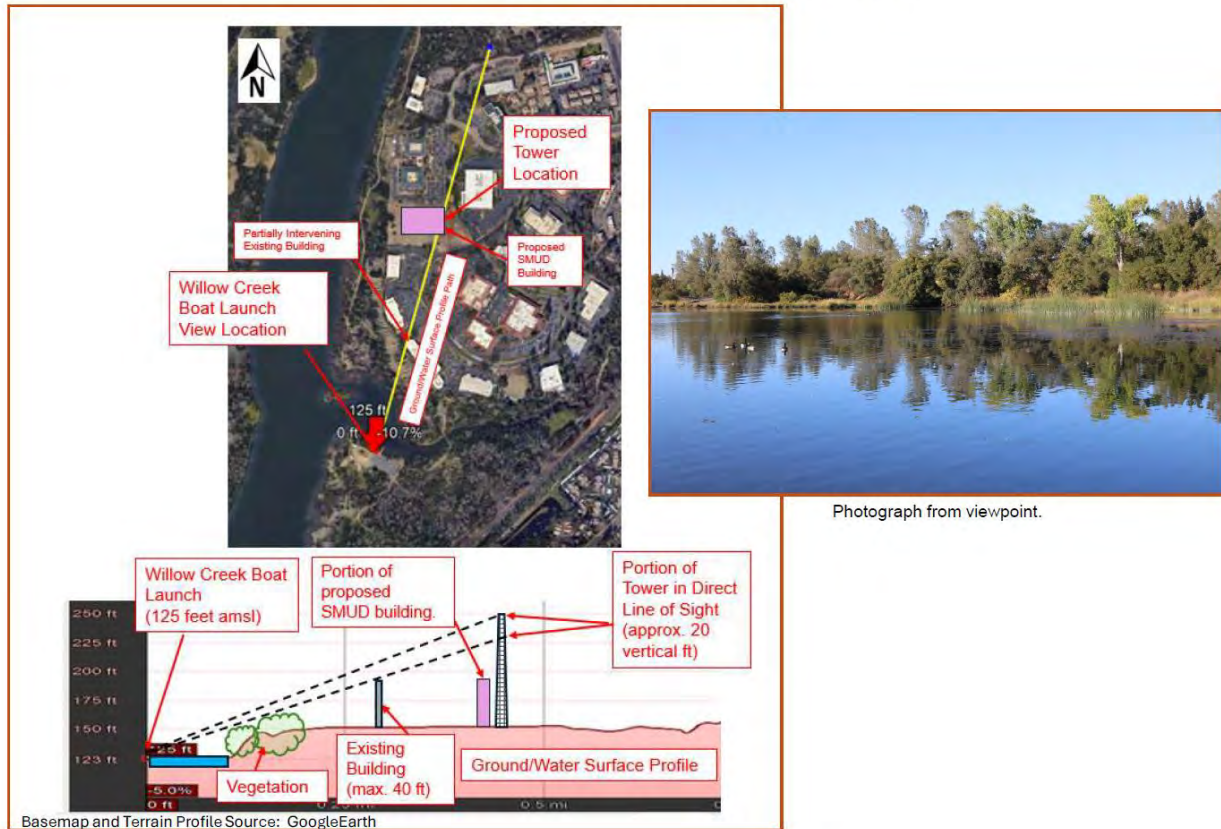 N
Proposed
Tower
Location
Partially Intervening
Existing Building
Proposed
SMUD
Building
Willow Creek
Boat Launch
View Location
Ground/Water Surface Profile Path
125 ft
0 ft -10.7%
Photograph from viewpoint.
Willow Creek Boat
Launch
(125 feet amsl)
Portion of
proposed
SMUD building.
Portion of
Tower in Direct
Line of Sight
(approx. 20
vertical ft)
250 ft
225 ft
200 ft
175 ft
150 ft
123 ft
25 ft
-5.0%
0 ft
Vegetation
Existing
Building
(max. 40 ft)
Ground/Water Surface Profile
0.5 mi
Basemap and Terrain Profile Source: GoogleEarth